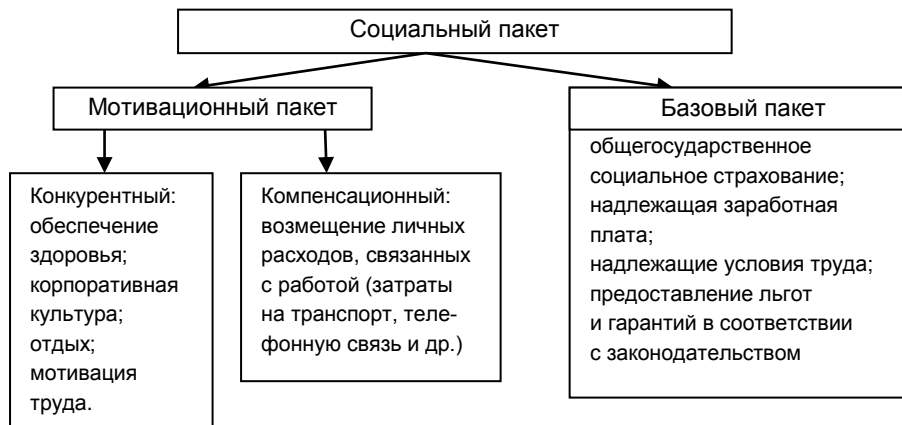 Социальный пакет
Мотивационный пакет
Базовый пакет
Конкурентный:
обеспечение
здоровья;
корпоративная
культура;
отдых;
мотивация
труда.
Компенсационный:
возмещение личных
расходов, связанных
с работой (затраты
на транспорт, теле-
фонную связь и др.)
общегосударственное
социальное страхование;
надлежащая заработная
плата;
надлежащие условия труда;
предоставление льгот
и гарантий в соответствии
с законодательством